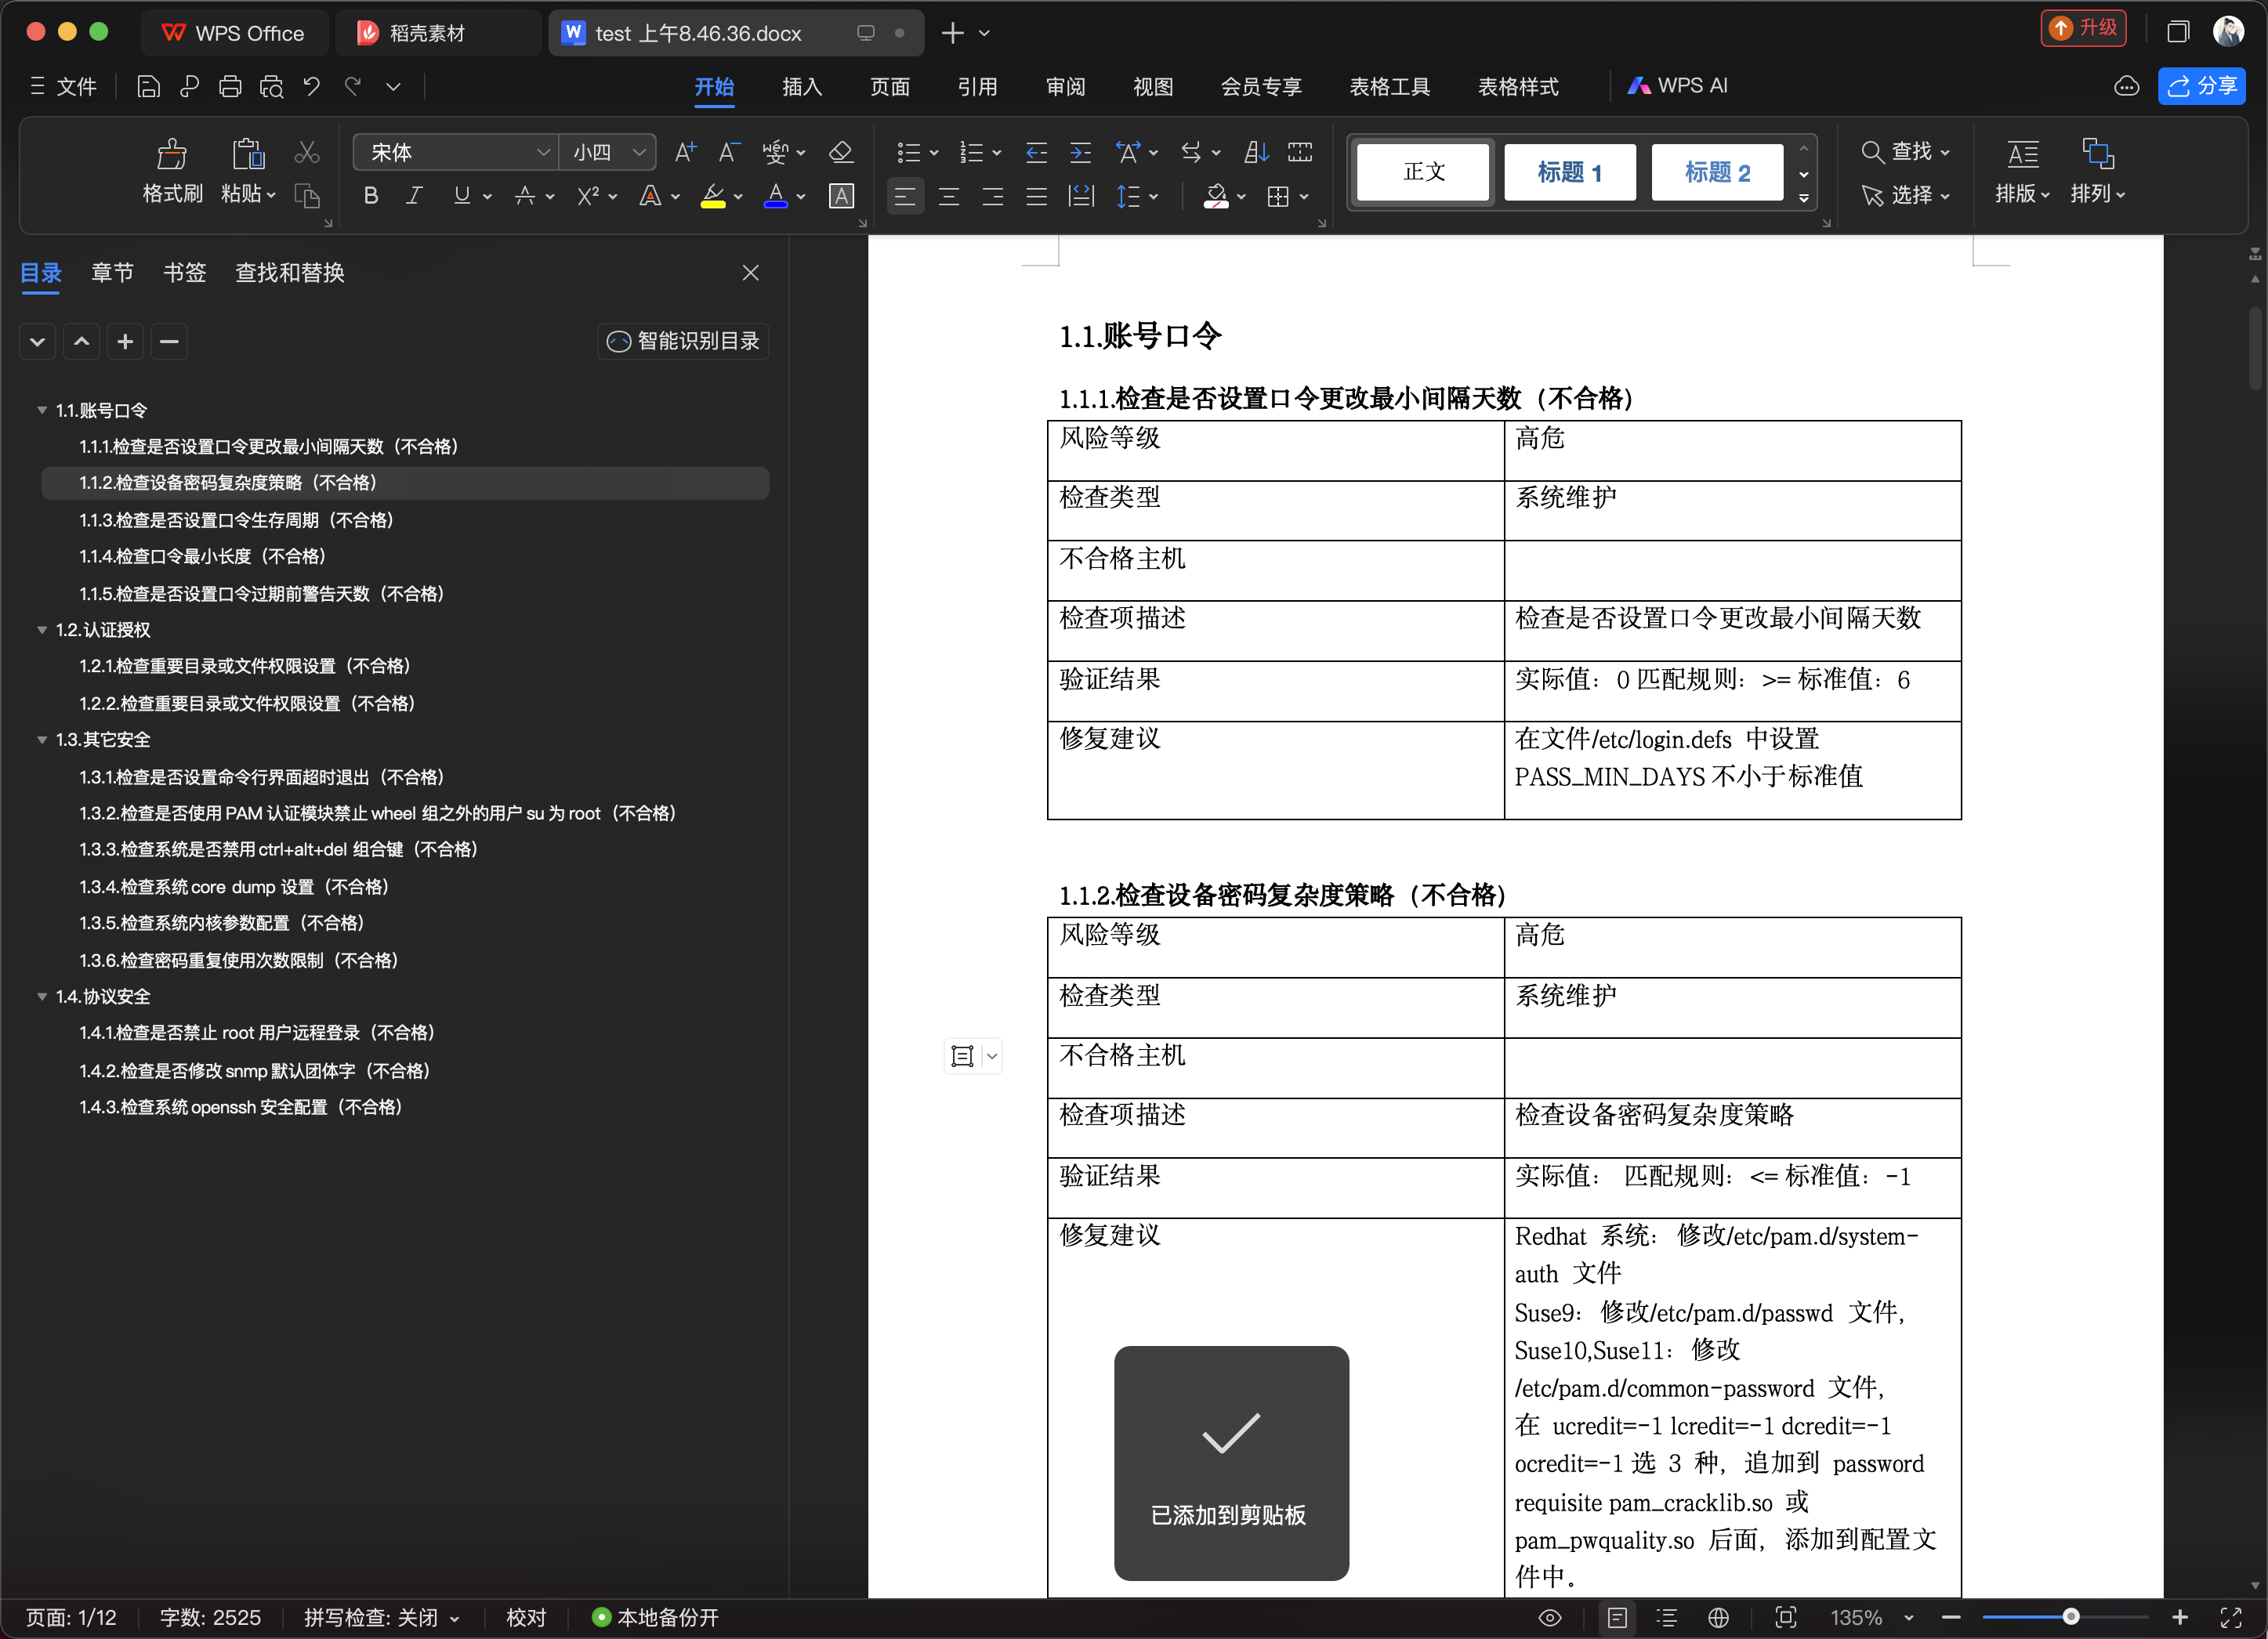 WPS Office
稻壳素材
test 上午8.46.36.docx
升级
文件
开始
插入
页面
引用
审阅
视图
会员专享
表格工具
表格样式
WPS AI
分享
格式刷
粘贴
宋体
小四
正文
标题 1
标题 2
查找
选择
排版
排列
目录
章节
书签
查找和替换
智能识别目录
1.1.账号口令
1.1.1.检查是否设置口令更改最小间隔天数（不合格）
1.1.2.检查设备密码复杂度策略（不合格）
1.1.3.检查是否设置口令生存周期（不合格）
1.1.4.检查口令最小长度（不合格）
1.1.5.检查是否设置口令过期前警告天数（不合格）
1.2.认证授权
1.2.1.检查重要目录或文件权限设置（不合格）
1.2.2.检查重要目录或文件权限设置（不合格）
1.3.其它安全
1.3.1.检查是否设置命令行界面超时退出（不合格）
1.3.2.检查是否使用 PAM 认证模块禁止 wheel 组之外的用户 su 为 root（不合格）
1.3.3.检查系统是否禁用 ctrl+alt+del 组合键（不合格）
1.3.4.检查系统 core dump 设置（不合格）
1.3.5.检查系统内核参数配置（不合格）
1.3.6.检查密码重复使用次数限制（不合格）
1.4.协议安全
1.4.1.检查是否禁止 root 用户远程登录（不合格）
1.4.2.检查是否修改 snmp 默认团体字（不合格）
1.4.3.检查系统 openssh 安全配置（不合格）
1.1.账号口令
1.1.1.检查是否设置口令更改最小间隔天数（不合格）
风险等级
高危
检查类型
系统维护
不合格主机
检查项描述
检查是否设置口令更改最小间隔天数
验证结果
实际值：0 匹配规则：>= 标准值：6
修复建议
在文件/etc/login.defs 中设置
PASS_MIN_DAYS 不小于标准值
1.1.2.检查设备密码复杂度策略（不合格）
风险等级
高危
检查类型
系统维护
不合格主机
检查项描述
检查设备密码复杂度策略
验证结果
实际值： 匹配规则：<= 标准值：-1
修复建议
Redhat 系统：修改/etc/pam.d/system-
auth 文件
Suse9：修改/etc/pam.d/passwd 文件，
Suse10,Suse11：修改
/etc/pam.d/common-password 文件，
在 ucredit=-1 lcredit=-1 dcredit=-1
ocredit=-1 选 3 种，追加到 password
requisite pam_cracklib.so 或
pam_pwquality.so 后面，添加到配置文
件中。
已添加到剪贴板
页面: 1/12
字数: 2525
拼写检查: 关闭
校对
本地备份开
135%